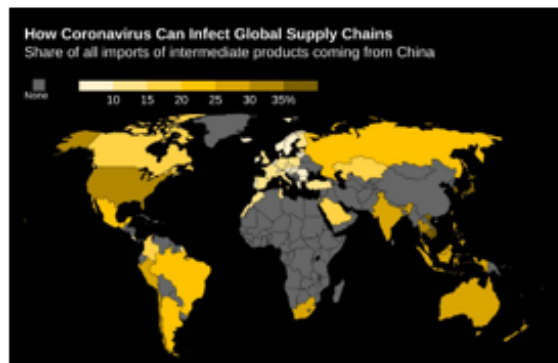 How Coronavirus Can Infect Global Supply Chains
Share of all imports of intermediate products coming from China
None
10 15 20 25 30 35%